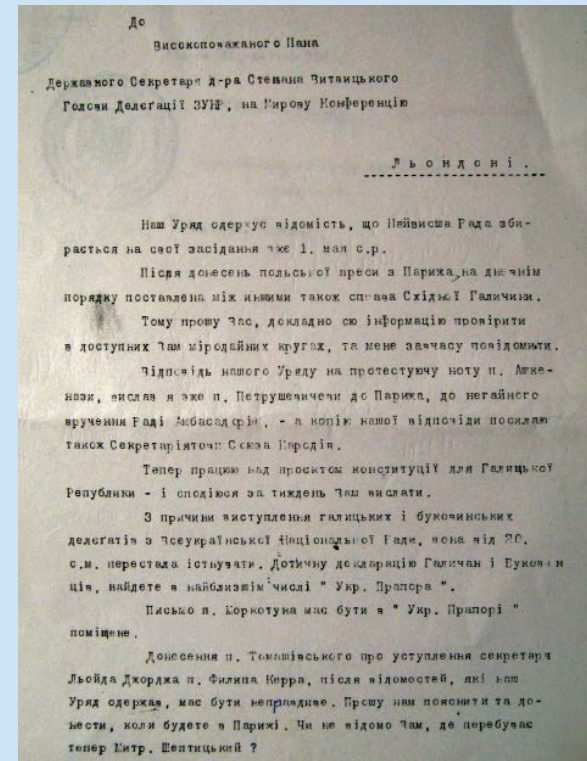 До
Високоповажаного Пана
Державного Секретаря д-ра Степана Витвицького
Голови Делєґації ЗУНР, на Мирову Конференцію
Льондоні.
Наш Уряд одержує відомість, що Найвисша Рада зби-
рається на свої засідання вже 1. мая с.р.
Після донесень польської преси з Парижа, на дневнім
порядку поставлена між иншими також справа Східної Галичини.
Тому прошу Вас, докладно сю інформацію провірити
в доступних Вам міродайних кругах, та мене завчасу повідомити.
Відповідь нашого Уряду на протестуючу ноту п. Ашке-
нази, вислав я вже п. Петрушевичеви до Парижа, до негайного
вручення Раді Амбасадорів, - а копію нашої відповіди посилаю
також Секретаріятови Союза Народів.
Тепер працюю над проєктом конституції для Галицької
Републики - і сподіюся за тиждень Вам вислати.
З причини виступлення галицьких і буковинських
делєґатів з Всеукраїнської Національної Ради, вона від 20.
с.м. перестала істнувати. Дотичну деклярацію Галичан і Буковин
ців, найдете в найблизшім числі " Укр. Прапора ".
Письмо п. Коркотуна має бути в " Укр. Прапорі "
поміщене.
Донесення п. Томашівського про уступлення секретаря
Льойда Джорджа п. Филипа Керра, після відомостей, які наш
Уряд одержав, має бути неправдиве. Прошу нам пояснити та до-
нести, коли будете в Парижі. Чи не відомо Вам, де перебуває
тепер Митр. Шептицький ?